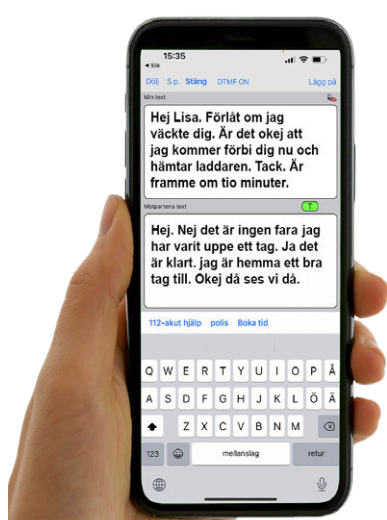 15:35
◂ Sök
Dölj S.p. Stäng DTMF ON Lägg på
Min text
Hej Lisa. Förlåt om jag
väckte dig. Är det okej att
jag kommer förbi dig nu och
hämtar laddaren. Tack. Är
framme om tio minuter.
Motpartens text T
Hej. Nej det är ingen fara jag
har varit uppe ett tag. Ja det
är klart. jag är hemma ett bra
tag till. Okej då ses vi då.
112-akut hjälp polis Boka tid
Q W E R T Y U I O P Å
A S D F G H J K L Ö Ä
Z X C V B N M
123 mellanslag retur